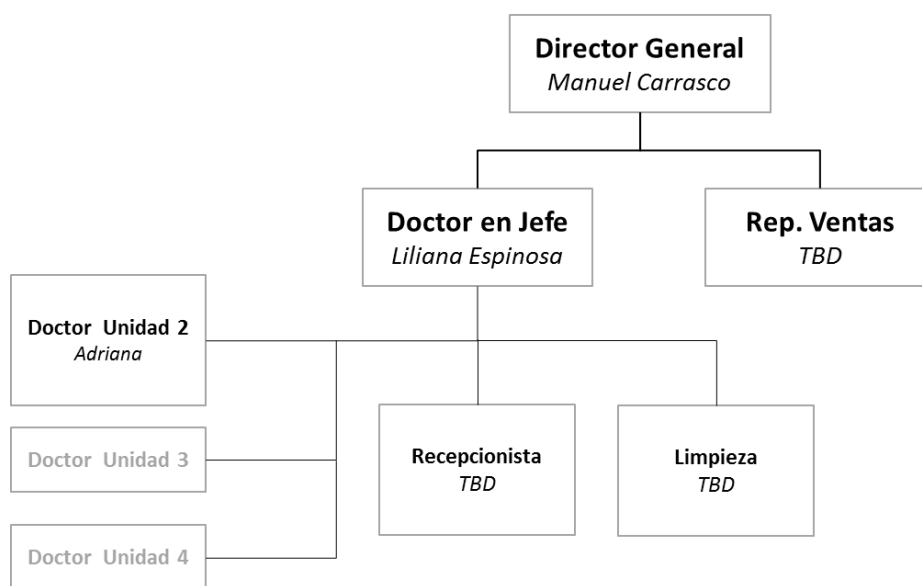 Director General
Manuel Carrasco
Doctor en Jefe
Liliana Espinosa
Rep. Ventas
TBD
Doctor Unidad 2
Adriana
Doctor Unidad 3
Doctor Unidad 4
Recepcionista
TBD
Limpieza
TBD